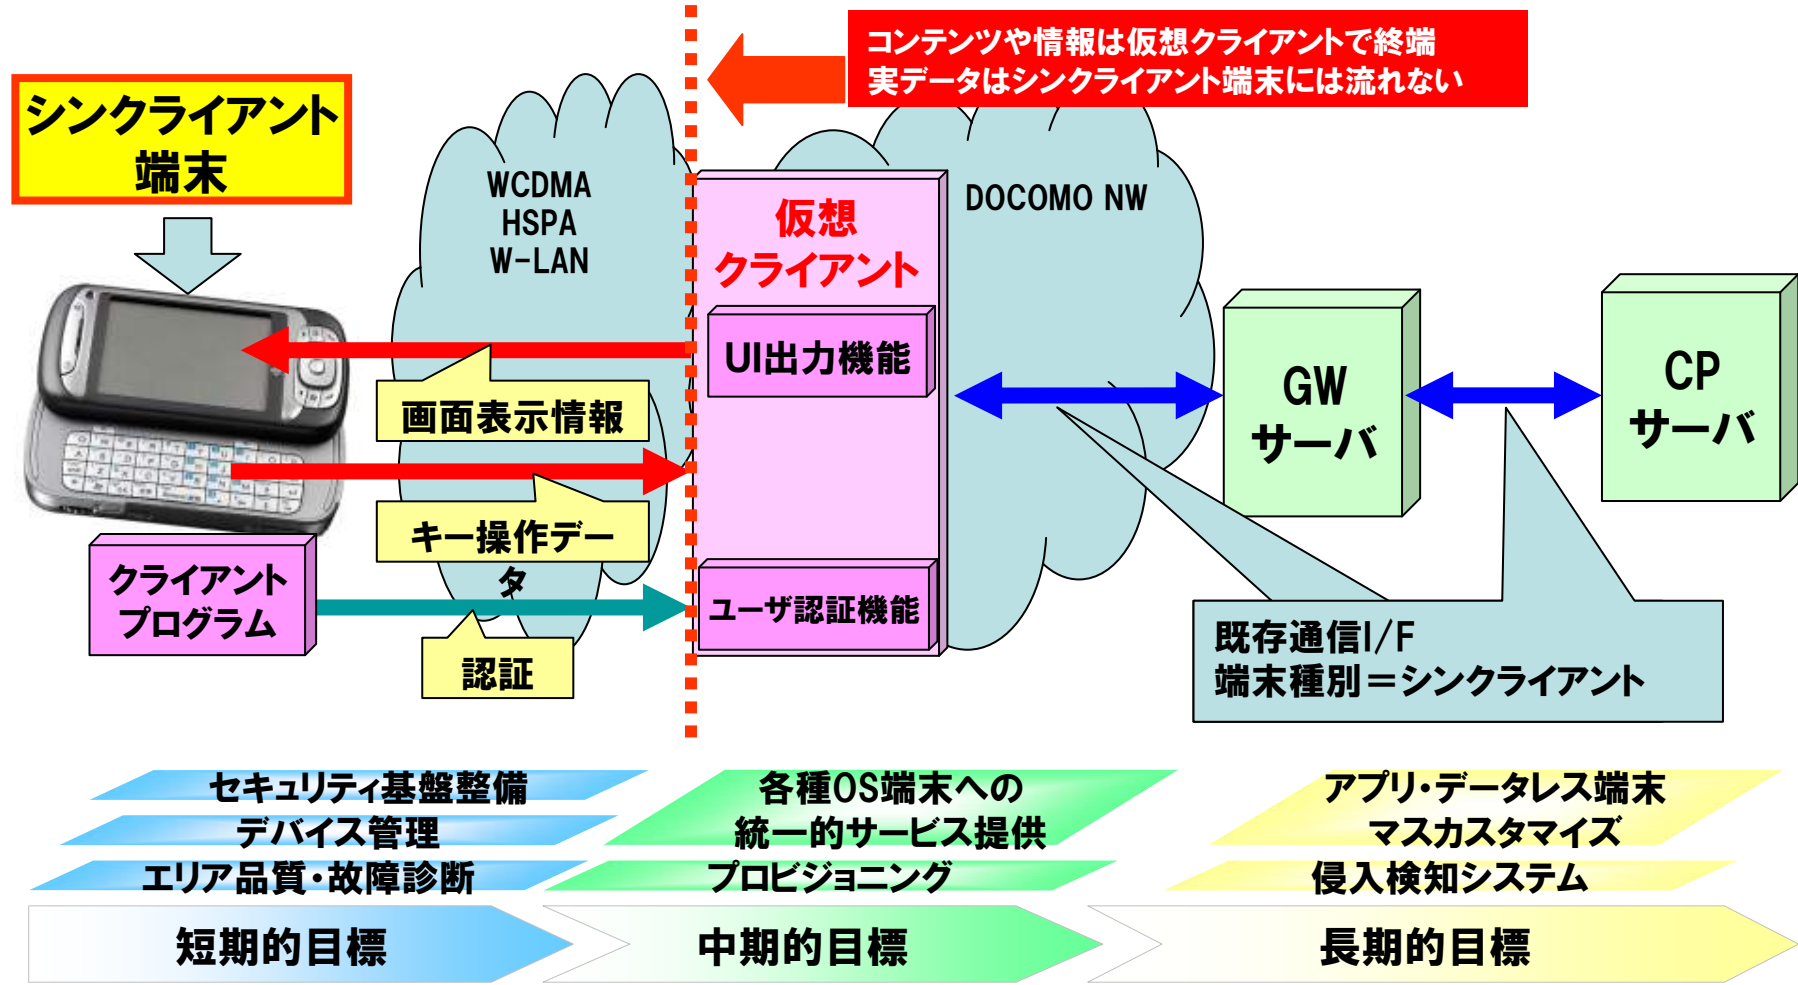 コンテンツや情報は仮想クライアントで終端
実データはシンクライアント端末には流れない
シンクライアント
端末
WCDMA
HSPA
W-LAN
DOCOMO NW
仮想
クライアント
UI出力機能
画面表示情報
キー操作デー
タ
GW
サーバ
CP
サーバ
クライアント
プログラム
ユーザ認証機能
認証
既存通信I/F
端末種別=シンクライアント
セキュリティ基盤整備
デバイス管理
エリア品質・故障診断
各種OS端末への
統一的サービス提供
プロビジョニング
アプリ・データレス端末
マスカスタマイズ
侵入検知システム
短期的目標
中期的目標
長期的目標